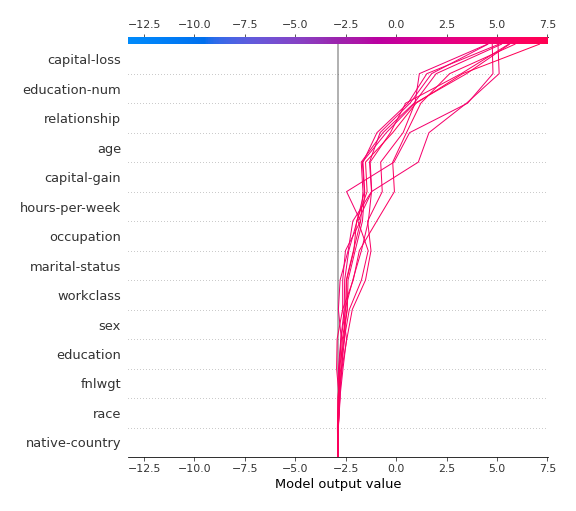 −12.5 −10.0 −7.5 −5.0 −2.5 0.0 2.5 5.0 7.5
capital-loss
education-num
relationship
age
capital-gain
hours-per-week
occupation
marital-status
workclass
sex
education
fnlwgt
race
native-country
−12.5 −10.0 −7.5 −5.0 −2.5 0.0 2.5 5.0 7.5
Model output value